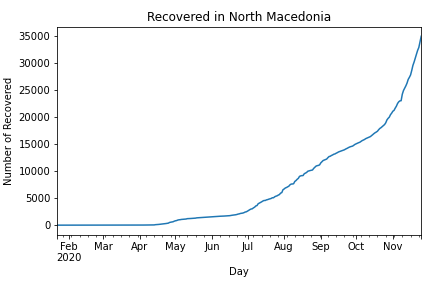 Recovered in North Macedonia
35000
30000
25000
20000
15000
10000
5000
0
Number of Recovered
Feb Mar Apr May Jun Jul Aug Sep Oct Nov
2020
Day